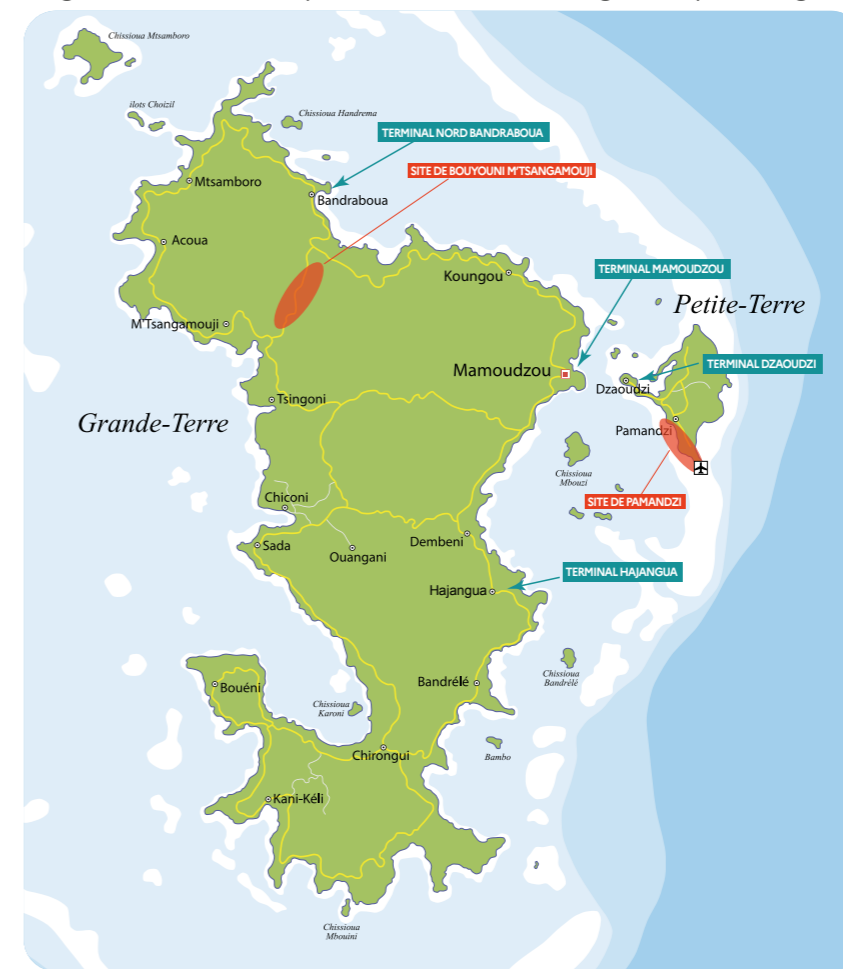 Chissioua Mtsamboro
ilots Choizil
Chissioua Handrema
TERMINAL NORD BANDRABOUA
SITE DE BOUYOUNI M'TSANGAMOUJI
Mtsamboro
Bandraboua
Acoua
Koungou
TERMINAL MAMOUDZOU
Petite-Terre
M'Tsangamouji
Mamoudzou
TERMINAL DZAOUDZI
Dzaoudzi
Tsingoni
Grande-Terre
Pamandzi
Chissioua
Mbouzi
SITE DE PAMANDZI
Chiconi
Sada
Ouangani
Dembeni
TERMINAL HAJANGUA
Hajangua
Chissioua
Bandrélé
Bandrélé
Bouéni
Chissioua
Karoni
Chirongui
Bambo
Kani-Kéli
Chissioua
Mbouini